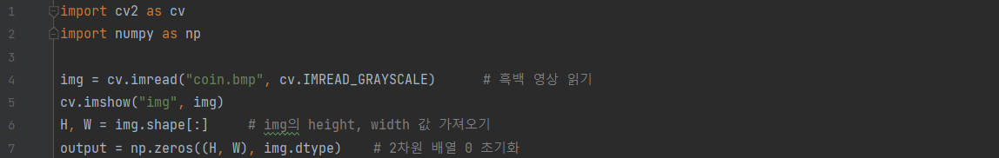 1 import cv2 as cv
2 import numpy as np
3
4 img = cv.imread("coin.bmp", cv.IMREAD_GRAYSCALE) # 흑백 영상 읽기
5 cv.imshow("img", img)
6 H, W = img.shape[:] # img의 height, width 값 가져오기
7 output = np.zeros((H, W), img.dtype) # 2차원 배열 0 초기화